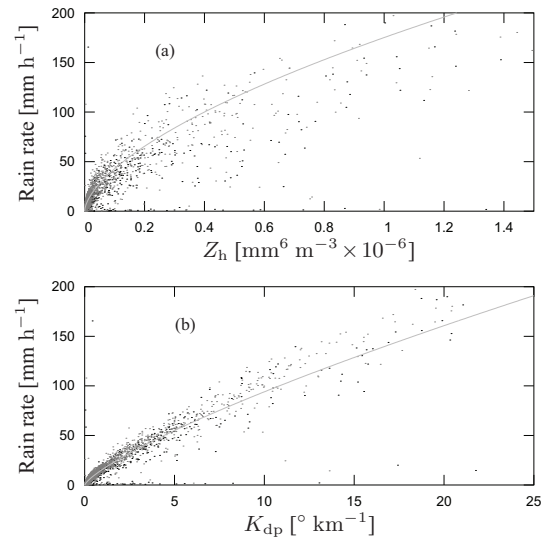 200
150
100
50
0
Rain rate [mm h⁻¹]
(a)
0 0.2 0.4 0.6 0.8 1 1.2 1.4
Z_h [mm⁶ m⁻³ × 10⁻⁶]
200
150
100
50
0
Rain rate [mm h⁻¹]
(b)
0 5 10 15 20 25
K_dp [° km⁻¹]